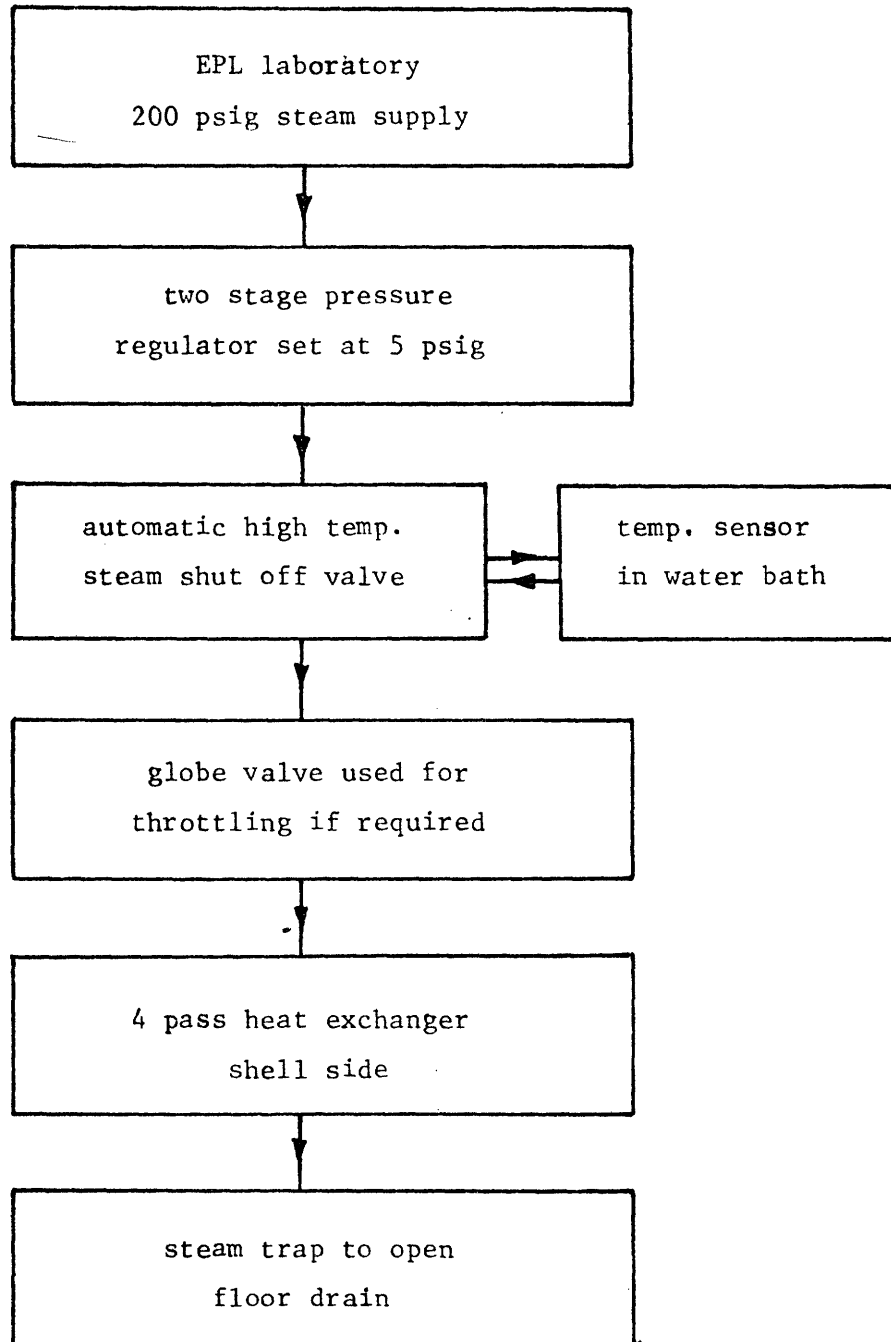 EPL laboratory
200 psig steam supply
two stage pressure
regulator set at 5 psig
automatic high temp.
steam shut off valve
temp. sensor
in water bath
globe valve used for
throttling if required
4 pass heat exchanger
shell side
steam trap to open
floor drain